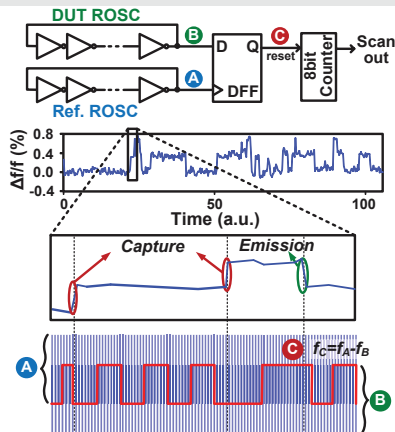 DUT ROSC
B
D Q
C
reset
8bit Counter
Scan out
A
DFF
Ref. ROSC
Δf/f (%)
0.8
0.4
0.0
-0.4
0 50 100
Time (a.u.)
Capture Emission
A
C fC=fA-fB
B